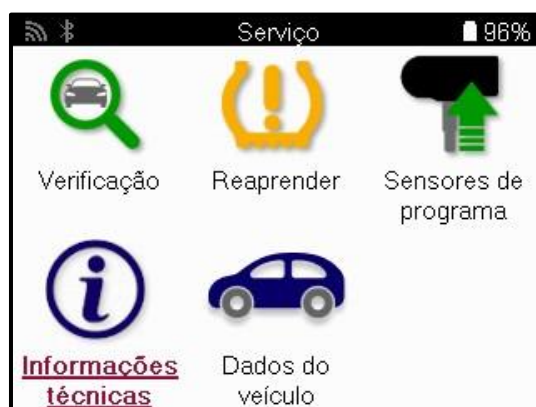 Serviço 96%
Verificação
Reaprender
Sensores de
programa
Informações
técnicas
Dados do
veículo